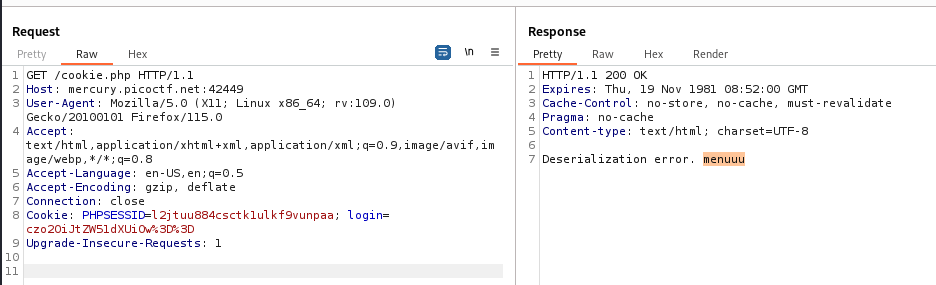 Request
Pretty Raw Hex
\n
1 GET /cookie.php HTTP/1.1
2 Host: mercury.picoctf.net:42449
3 User-Agent: Mozilla/5.0 (X11; Linux x86_64; rv:109.0)
Gecko/20100101 Firefox/115.0
4 Accept:
text/html,application/xhtml+xml,application/xml;q=0.9,image/avif,im
age/webp,*/*;q=0.8
5 Accept-Language: en-US,en;q=0.5
6 Accept-Encoding: gzip, deflate
7 Connection: close
8 Cookie: PHPSESSID=l2jtuu884csctk1ulkf9vunpaa; login=
czo2OiJtZW51dXUiOw%3D%3D
9 Upgrade-Insecure-Requests: 1
10
11
Response
Pretty Raw Hex Render
1 HTTP/1.1 200 OK
2 Expires: Thu, 19 Nov 1981 08:52:00 GMT
3 Cache-Control: no-store, no-cache, must-revalidate
4 Pragma: no-cache
5 Content-type: text/html; charset=UTF-8
6
7 Deserialization error. menuuu